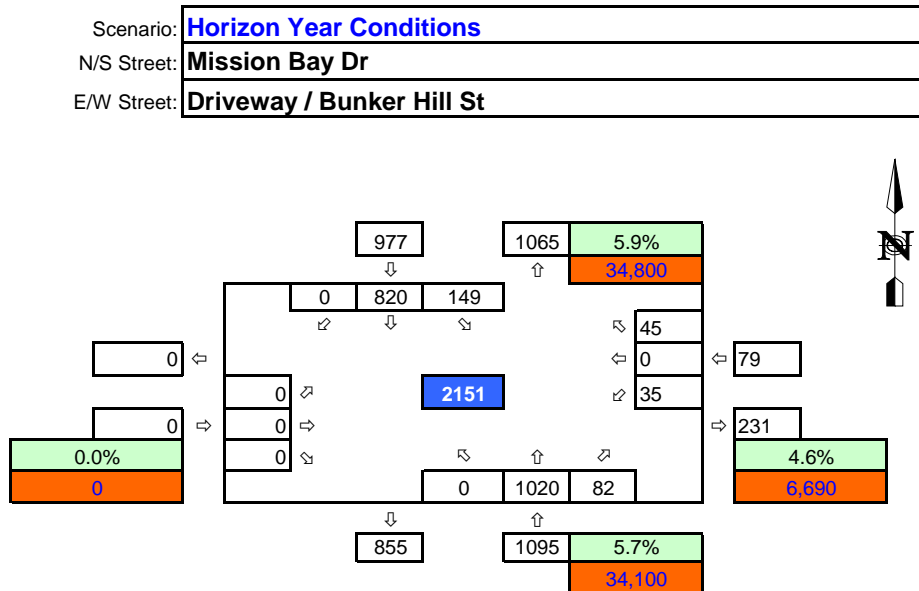 Scenario: Horizon Year Conditions
N/S Street: Mission Bay Dr
E/W Street: Driveway / Bunker Hill St
N
977 1065 5.9%
⇩ ⇧ 34,800
0 820 149
⬃ ⇩ ⬂ ⬁ 45
0 ⇦ ⇦ 0 ⇦ 79
0 ⬀ 2151 ⬃ 35
0 ⇨ 0 ⇨ ⇨ 231
0.0% 0 ⬂ ⬁ ⇧ ⬀ 4.6%
0 0 1020 82 6,690
⇩ ⇧
855 1095 5.7%
34,100